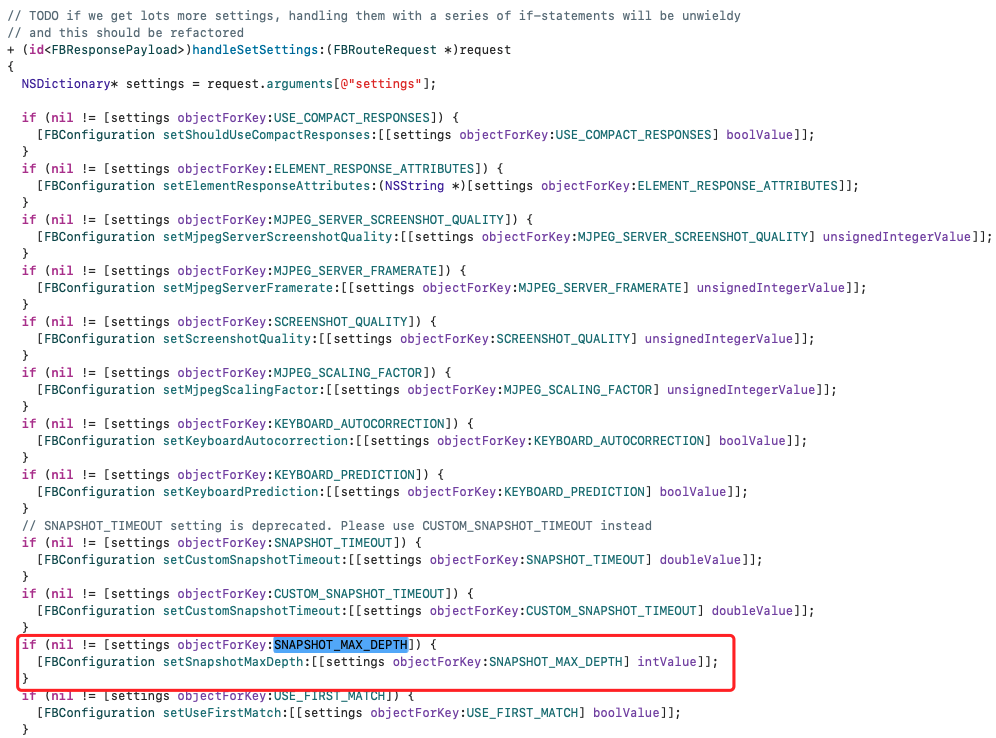 // TODO if we get lots more settings, handling them with a series of if-statements will be unwieldy
// and this should be refactored
+ (id<FBResponsePayload>)handleSetSettings:(FBRouteRequest *)request
{
  NSDictionary* settings = request.arguments[@"settings"];

  if (nil != [settings objectForKey:USE_COMPACT_RESPONSES]) {
    [FBConfiguration setShouldUseCompactResponses:[[settings objectForKey:USE_COMPACT_RESPONSES] boolValue]];
  }
  if (nil != [settings objectForKey:ELEMENT_RESPONSE_ATTRIBUTES]) {
    [FBConfiguration setElementResponseAttributes:(NSString *)[settings objectForKey:ELEMENT_RESPONSE_ATTRIBUTES]];
  }
  if (nil != [settings objectForKey:MJPEG_SERVER_SCREENSHOT_QUALITY]) {
    [FBConfiguration setMjpegServerScreenshotQuality:[[settings objectForKey:MJPEG_SERVER_SCREENSHOT_QUALITY] unsignedIntegerValue]];
  }
  if (nil != [settings objectForKey:MJPEG_SERVER_FRAMERATE]) {
    [FBConfiguration setMjpegServerFramerate:[[settings objectForKey:MJPEG_SERVER_FRAMERATE] unsignedIntegerValue]];
  }
  if (nil != [settings objectForKey:SCREENSHOT_QUALITY]) {
    [FBConfiguration setScreenshotQuality:[[settings objectForKey:SCREENSHOT_QUALITY] unsignedIntegerValue]];
  }
  if (nil != [settings objectForKey:MJPEG_SCALING_FACTOR]) {
    [FBConfiguration setMjpegScalingFactor:[[settings objectForKey:MJPEG_SCALING_FACTOR] unsignedIntegerValue]];
  }
  if (nil != [settings objectForKey:KEYBOARD_AUTOCORRECTION]) {
    [FBConfiguration setKeyboardAutocorrection:[[settings objectForKey:KEYBOARD_AUTOCORRECTION] boolValue]];
  }
  if (nil != [settings objectForKey:KEYBOARD_PREDICTION]) {
    [FBConfiguration setKeyboardPrediction:[[settings objectForKey:KEYBOARD_PREDICTION] boolValue]];
  }
  // SNAPSHOT_TIMEOUT setting is deprecated. Please use CUSTOM_SNAPSHOT_TIMEOUT instead
  if (nil != [settings objectForKey:SNAPSHOT_TIMEOUT]) {
    [FBConfiguration setCustomSnapshotTimeout:[[settings objectForKey:SNAPSHOT_TIMEOUT] doubleValue]];
  }
  if (nil != [settings objectForKey:CUSTOM_SNAPSHOT_TIMEOUT]) {
    [FBConfiguration setCustomSnapshotTimeout:[[settings objectForKey:CUSTOM_SNAPSHOT_TIMEOUT] doubleValue]];
  }
  if (nil != [settings objectForKey:SNAPSHOT_MAX_DEPTH]) {
    [FBConfiguration setSnapshotMaxDepth:[[settings objectForKey:SNAPSHOT_MAX_DEPTH] intValue]];
  }
  if (nil != [settings objectForKey:USE_FIRST_MATCH]) {
    [FBConfiguration setUseFirstMatch:[[settings objectForKey:USE_FIRST_MATCH] boolValue]];
  }